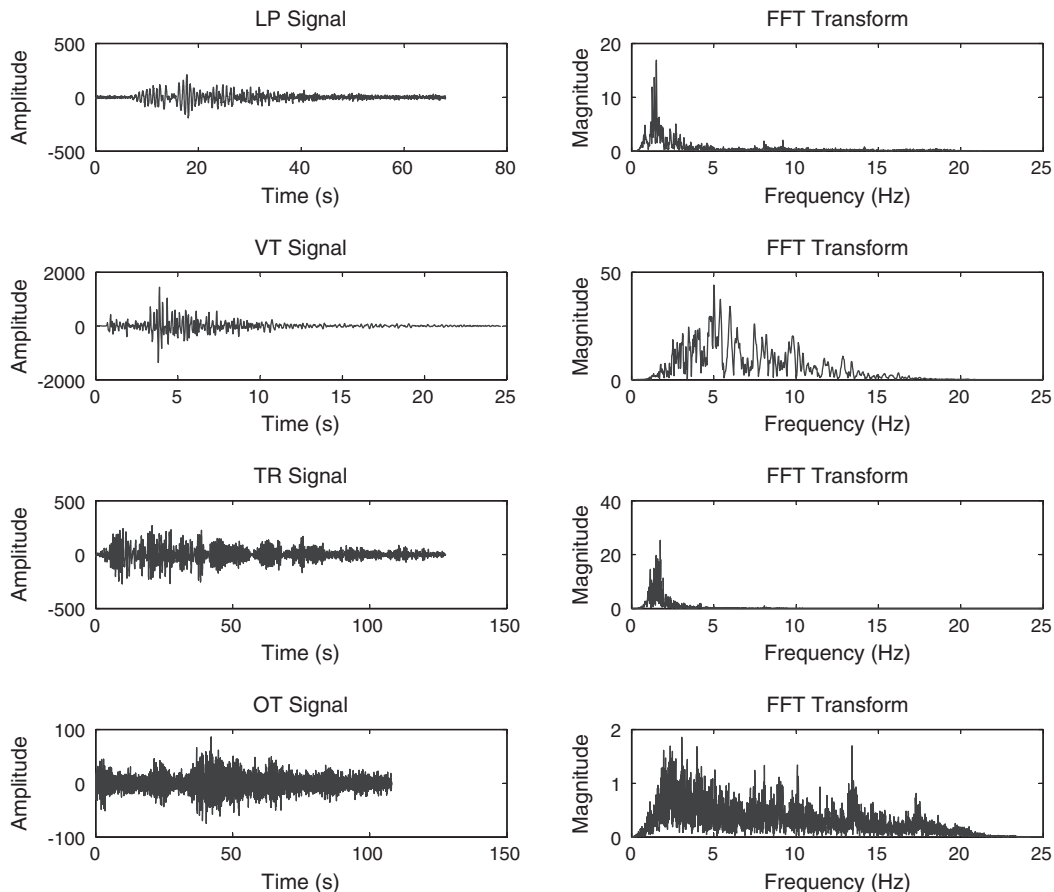 LP Signal
500
0
-500
Amplitude
0 20 40 60 80
Time (s)
FFT Transform
20
10
0
Magnitude
0 5 10 15 20 25
Frequency (Hz)
VT Signal
2000
0
-2000
Amplitude
0 5 10 15 20 25
Time (s)
FFT Transform
50
0
Magnitude
0 5 10 15 20 25
Frequency (Hz)
TR Signal
500
0
-500
Amplitude
0 50 100 150
Time (s)
FFT Transform
40
20
0
Magnitude
0 5 10 15 20 25
Frequency (Hz)
OT Signal
100
0
-100
Amplitude
0 50 100 150
Time (s)
FFT Transform
2
1
0
Magnitude
0 5 10 15 20 25
Frequency (Hz)